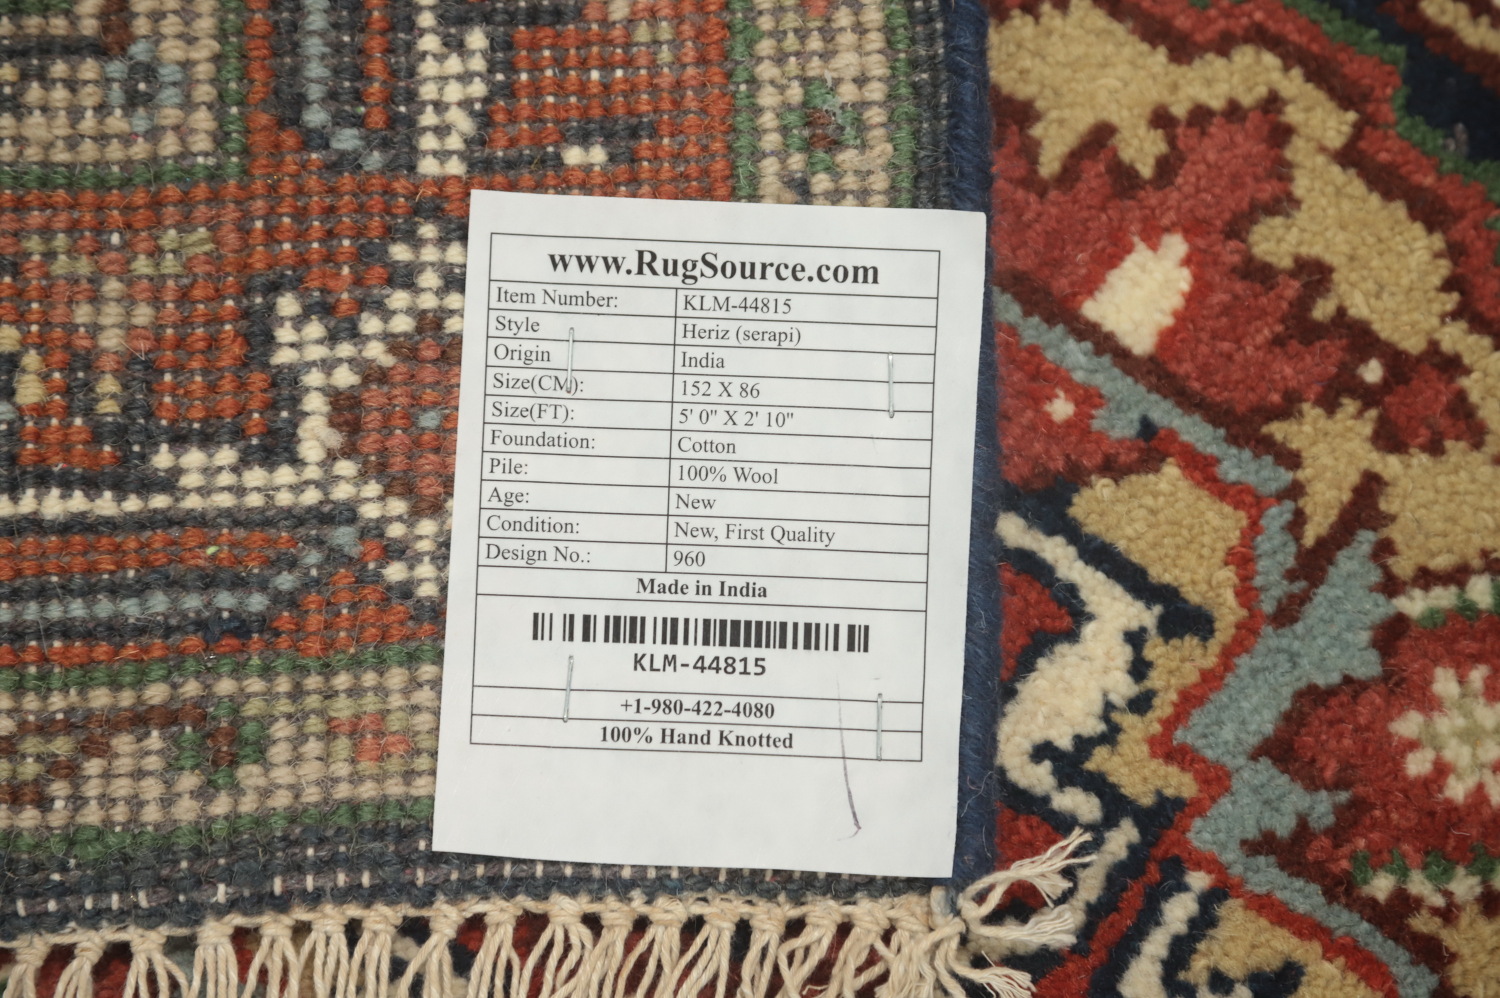 www.RugSource.com
Item Number: KLM-44815
Style Heriz (serapi)
Origin India
Size(CM): 152 X 86
Size(FT): 5' 0" X 2' 10"
Foundation: Cotton
Pile: 100% Wool
Age: New
Condition: New, First Quality
Design No.: 960
Made in India
KLM-44815
+1-980-422-4080
100% Hand Knotted